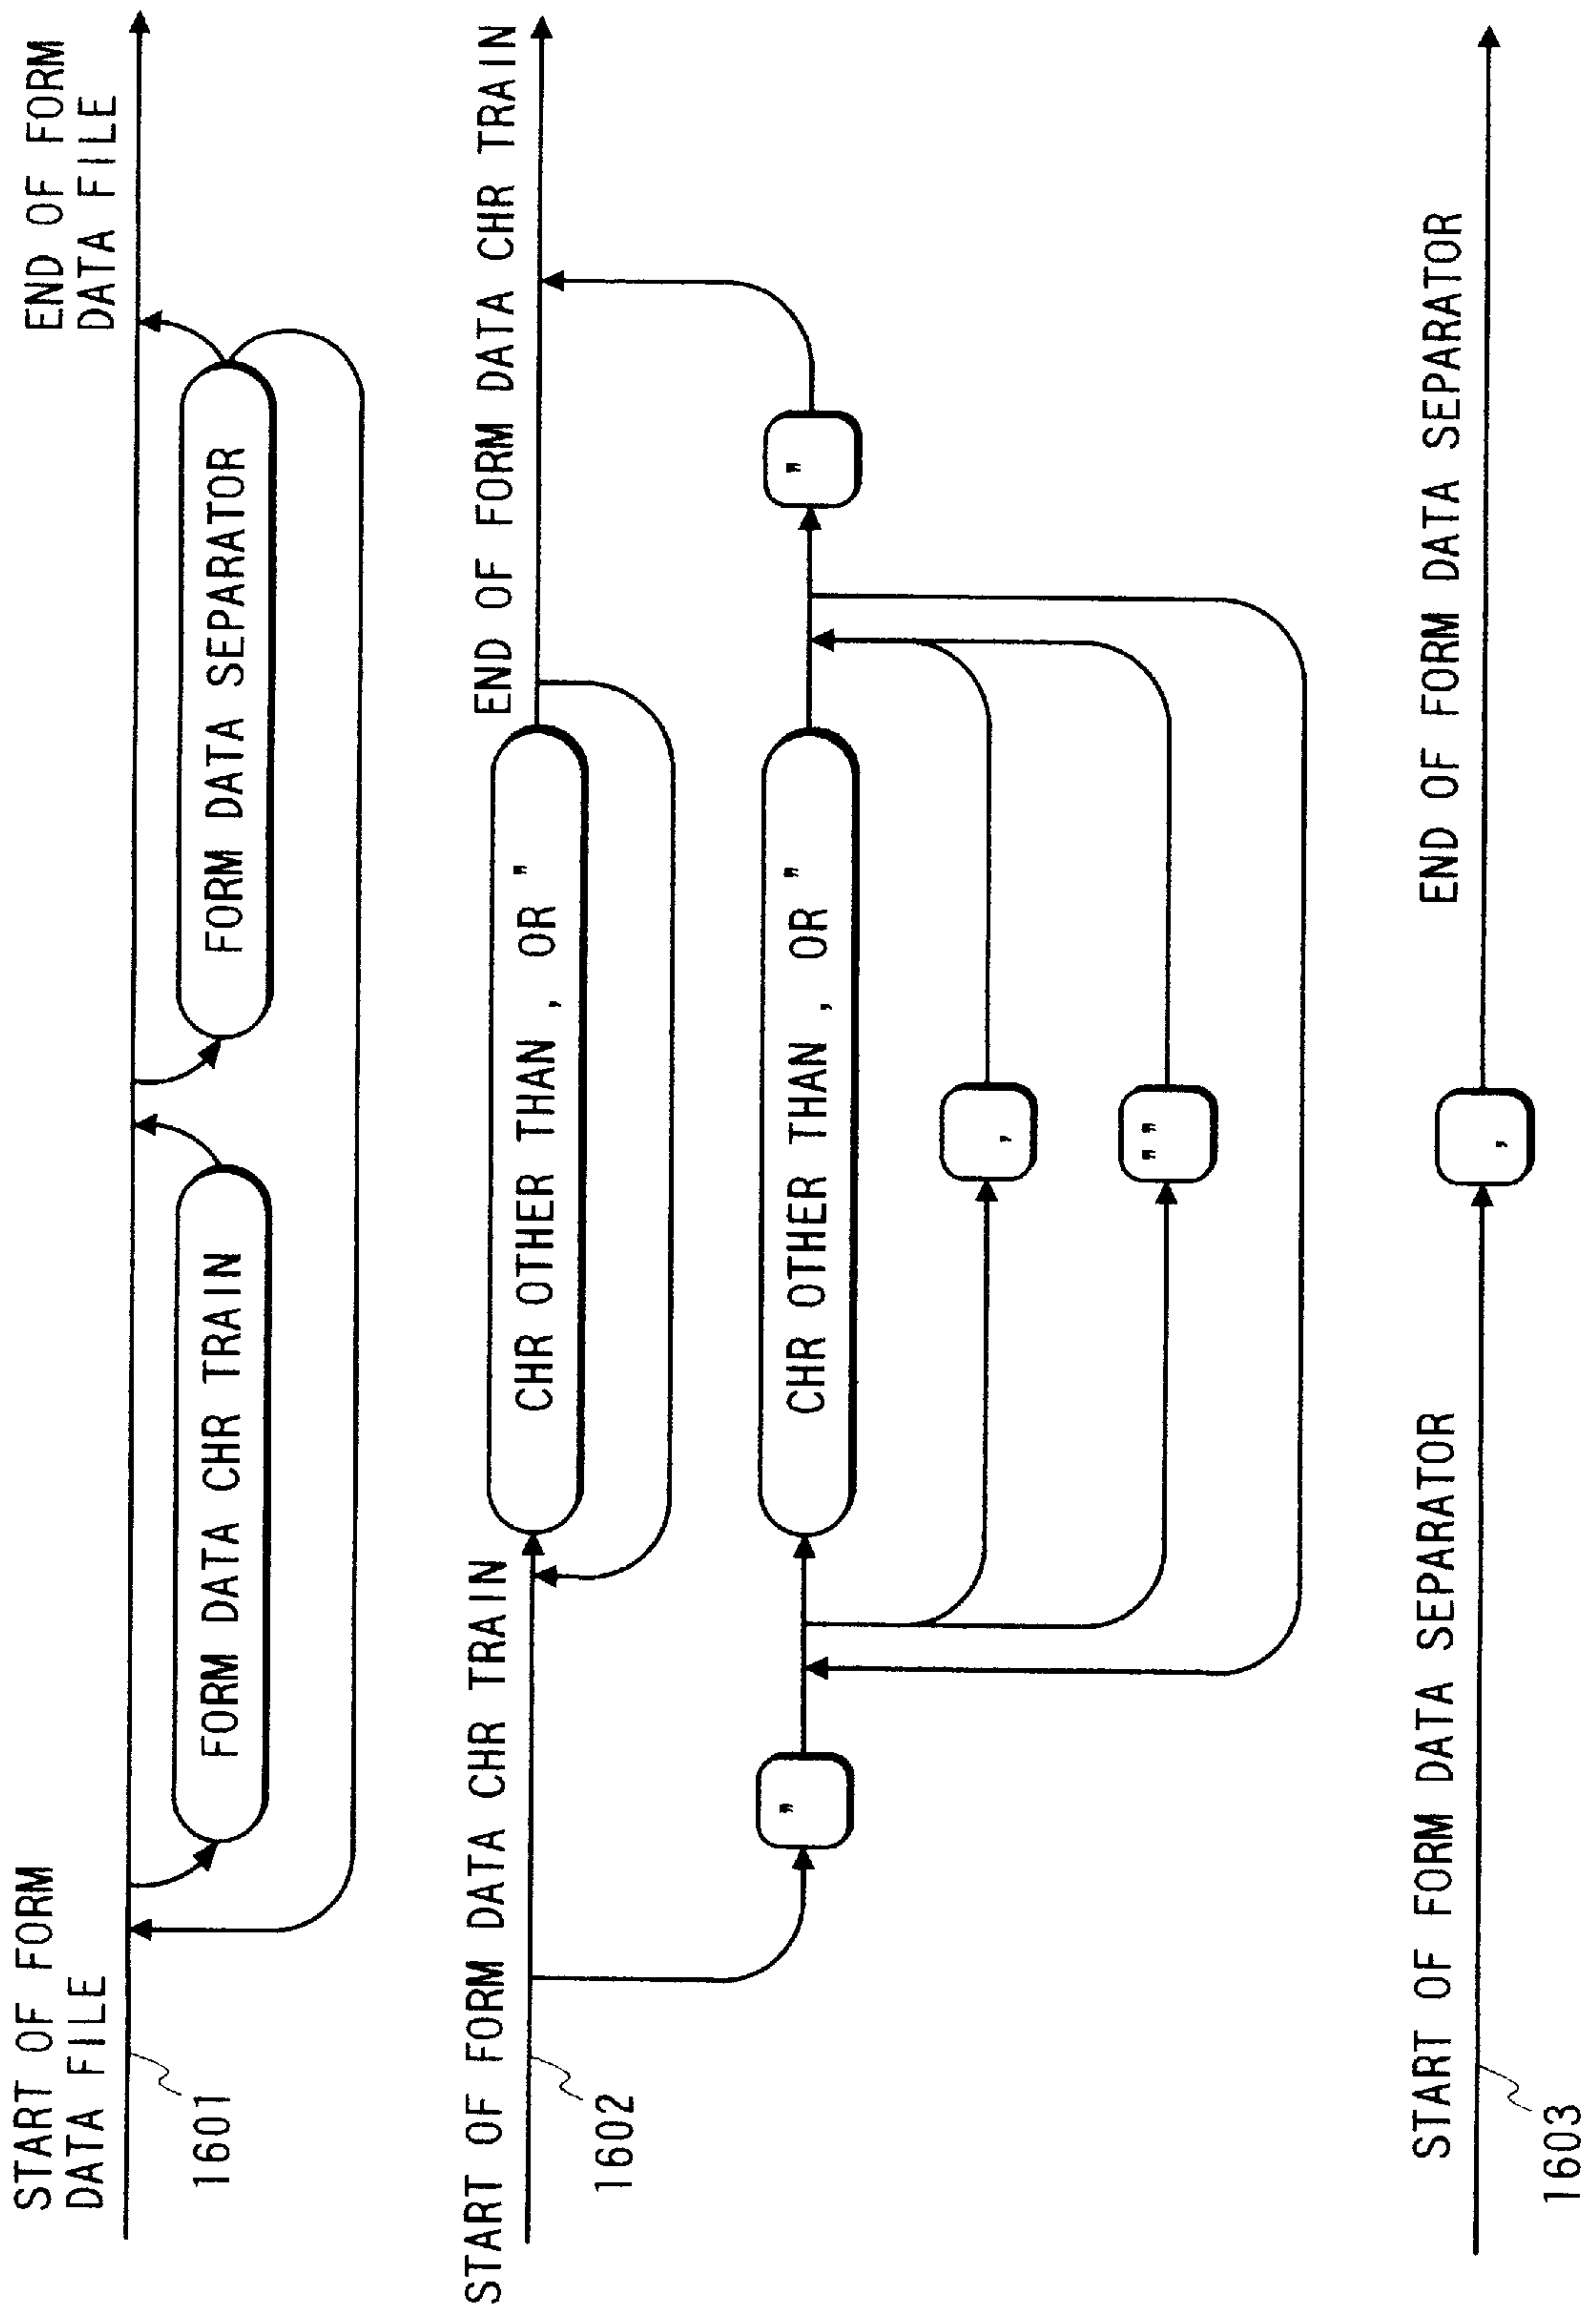 START OF FORM
DATA FILE
END OF FORM
DATA FILE
FORM DATA CHR TRAIN
FORM DATA SEPARATOR
1601
START OF FORM DATA CHR TRAIN
END OF FORM DATA CHR TRAIN
CHR OTHER THAN , OR "
1602
"
CHR OTHER THAN , OR "
"
,
""
START OF FORM DATA SEPARATOR
END OF FORM DATA SEPARATOR
,
1603